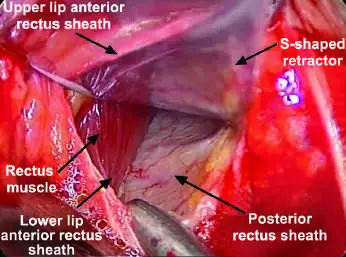 Upper lip anterior
rectus sheath
S-shaped
retractor
Rectus
muscle
Lower lip
anterior rectus
sheath
Posterior
rectus sheath